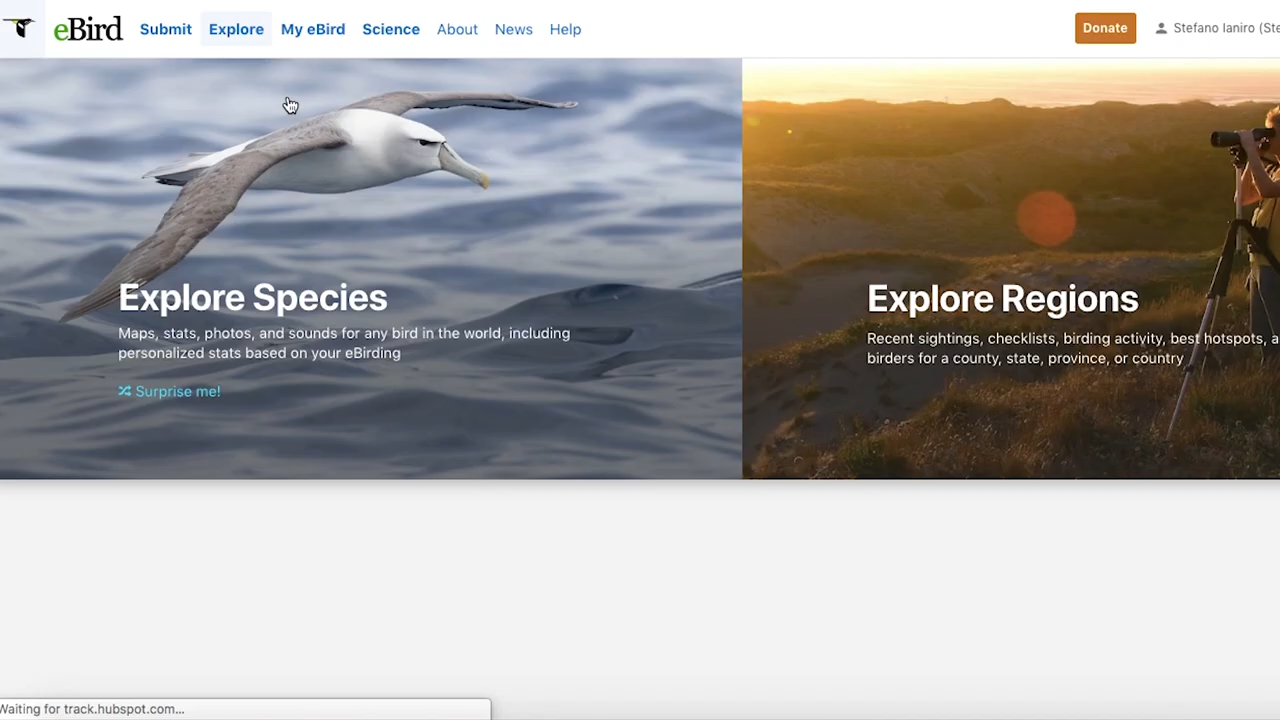 eBird Submit Explore My eBird Science About News Help Donate Stefano Ianiro (Ste
Explore Species
Maps, stats, photos, and sounds for any bird in the world, including
personalized stats based on your eBirding
Surprise me!
Explore Regions
Recent sightings, checklists, birding activity, best hotspots, a
birders for a county, state, province, or country
Waiting for track.hubspot.com...